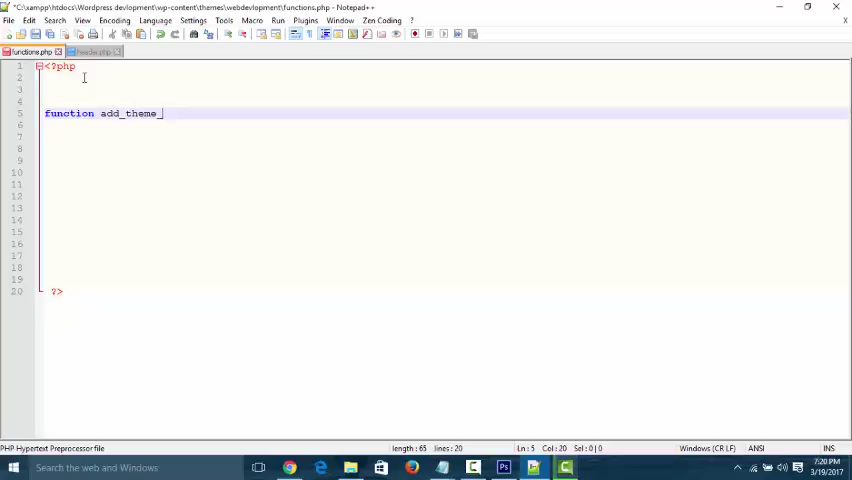 *C:\xampp\htdocs\Wordpress devlopment\wp-content\themes\webdevlopment\functions.php - Notepad++
File Edit Search View Encoding Language Settings Tools Macro Run Plugins Window Zen Coding ? X
functions.php header.php
1 <?php
2
3
4
5 function add_theme_
6
7
8
9
10
11
12
13
14
15
16
17
18
19
20 ?>
PHP Hypertext Preprocessor file length : 65 lines : 20 Ln : 5 Col : 20 Sel : 0 | 0 Windows (CR LF) ANSI INS
Search the web and Windows
7:20 PM
3/19/2017